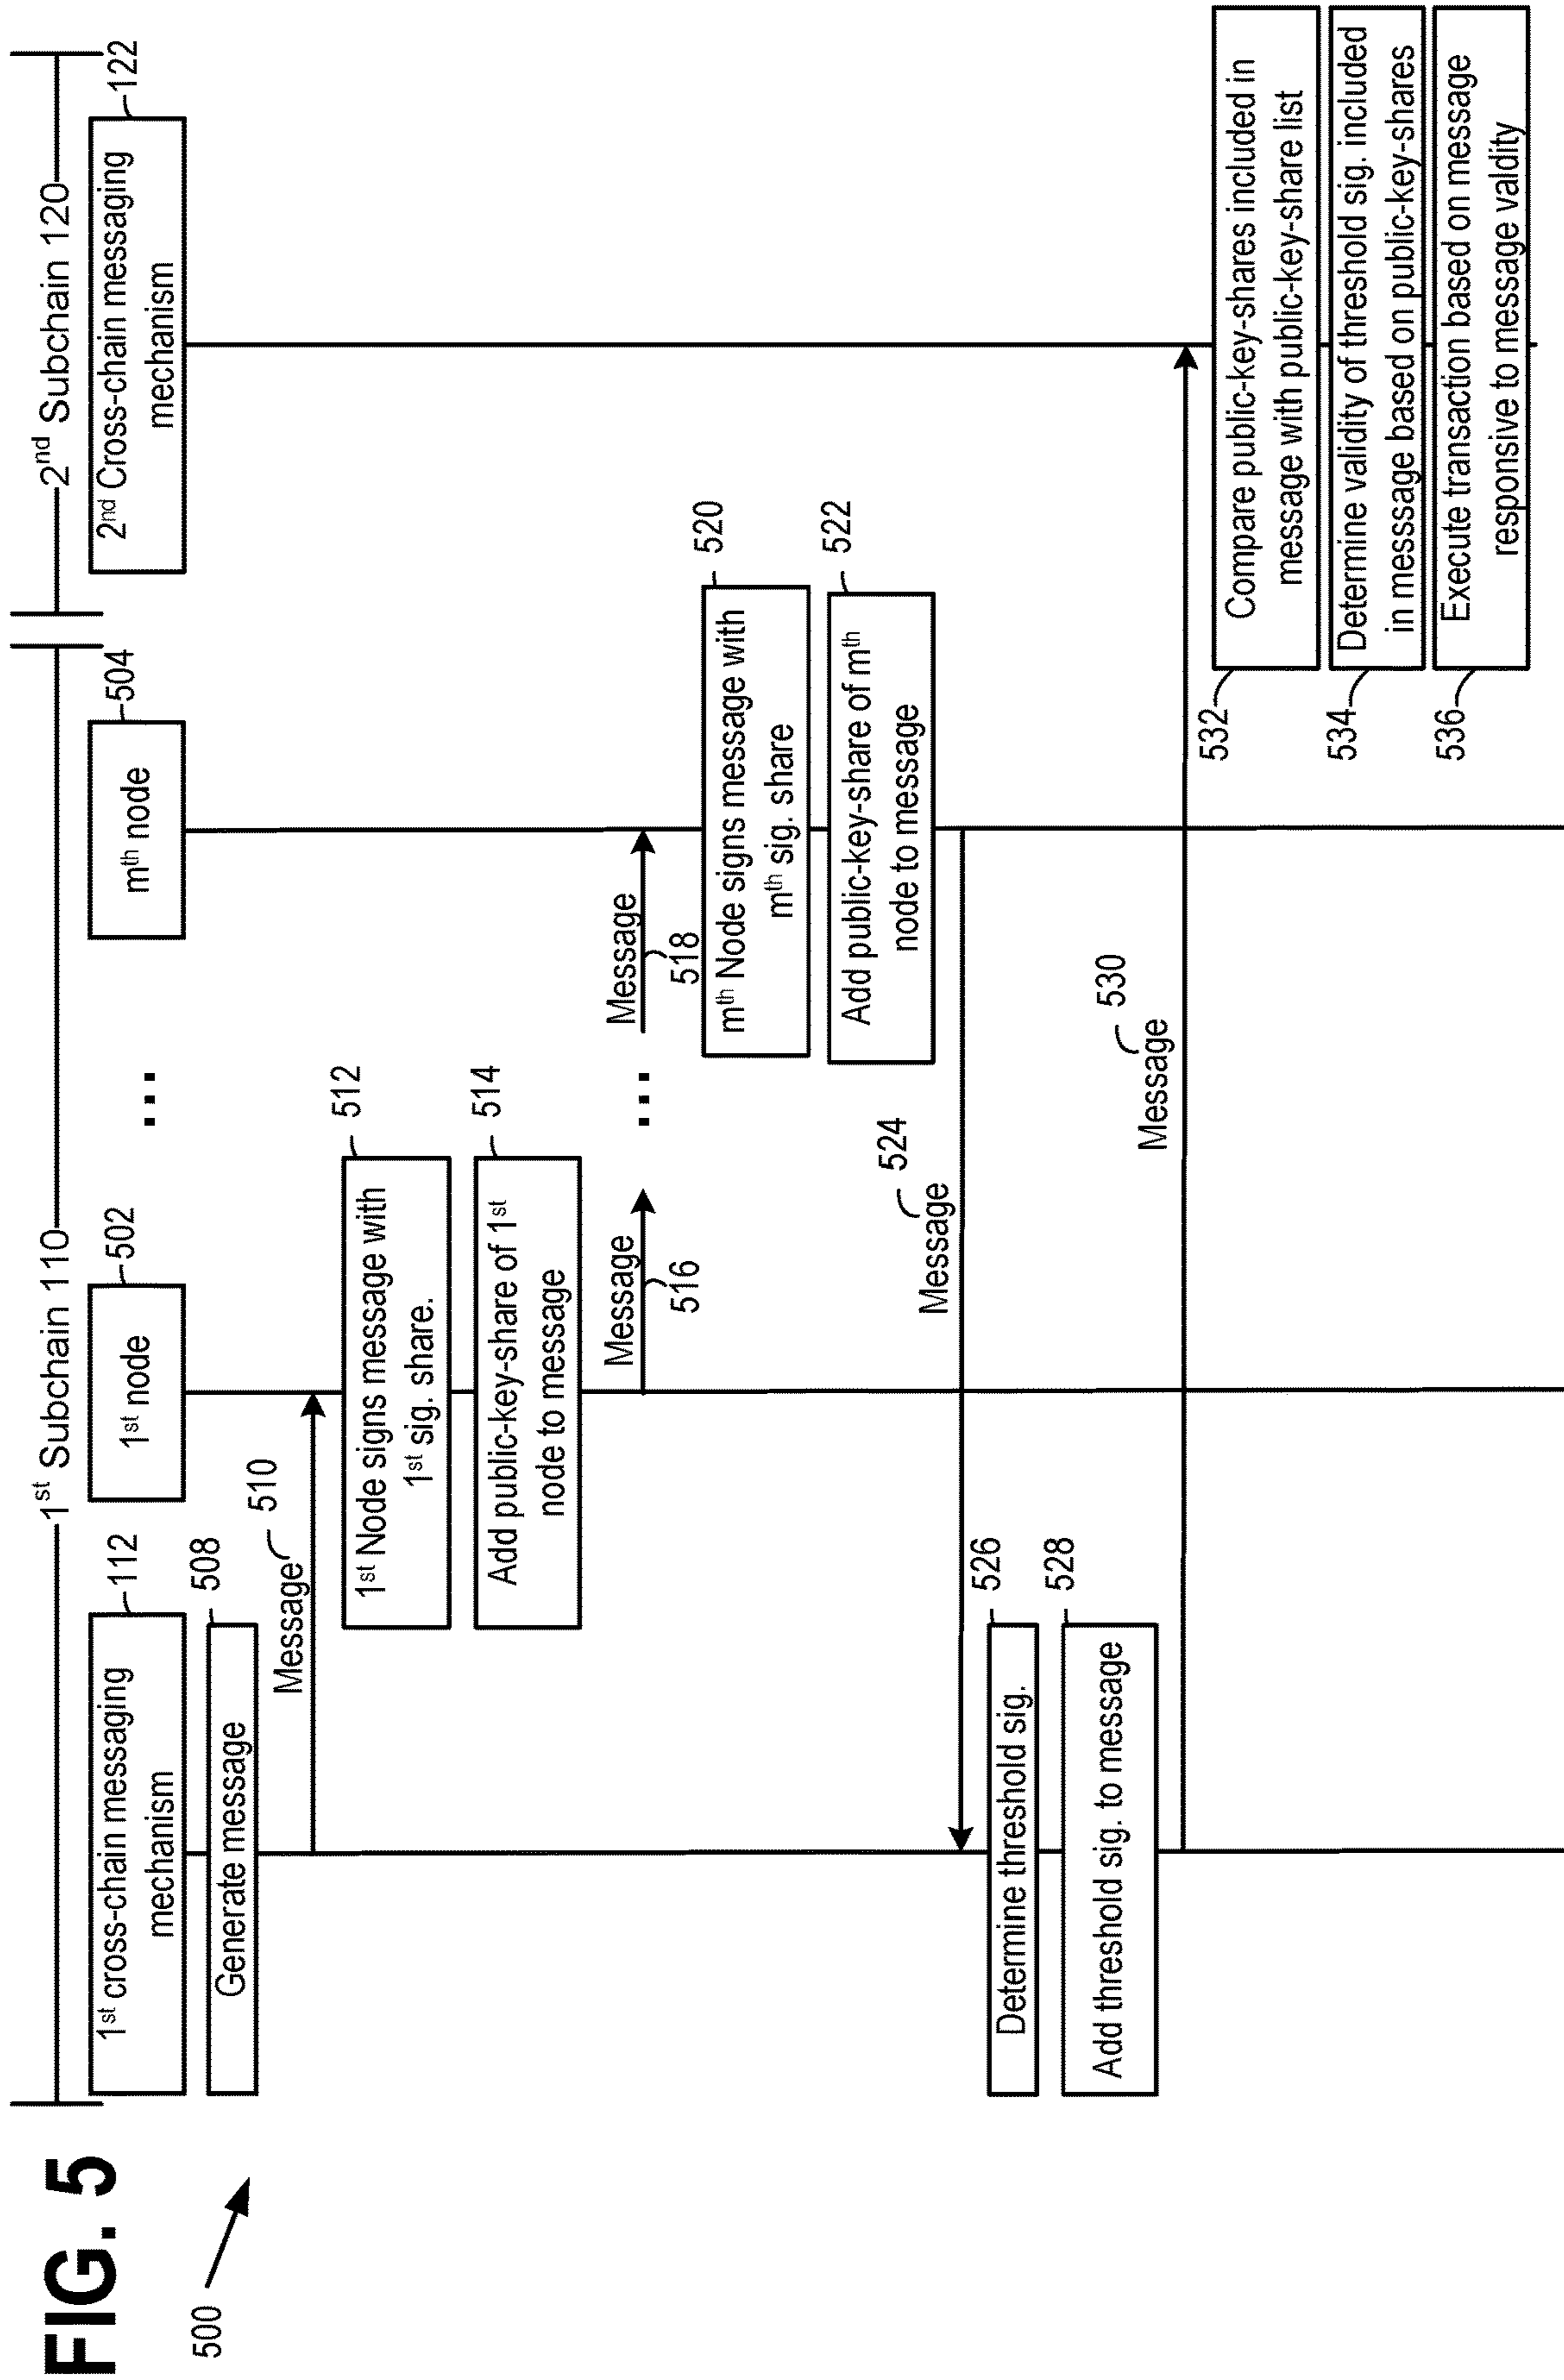 FIG. 5
500
1st Subchain 110
2nd Subchain 120
1st cross-chain messaging
mechanism
112
1st node
502
...
mth node
504
2nd Cross-chain messaging
mechanism
122
Generate message
508
Message
510
1st Node signs message with
1st sig. share.
512
Add public-key-share of 1st
node to message
514
Message
516
...
Message
518
mth Node signs message with
mth sig. share
520
Add public-key-share of mth
node to message
522
Message
524
Determine threshold sig.
526
Add threshold sig. to message
528
Message
530
Compare public-key-shares included in
message with public-key-share list
532
Determine validity of threshold sig. included
in messsage based on public-key-shares
534
Execute transaction based on message
responsive to message valdity
536